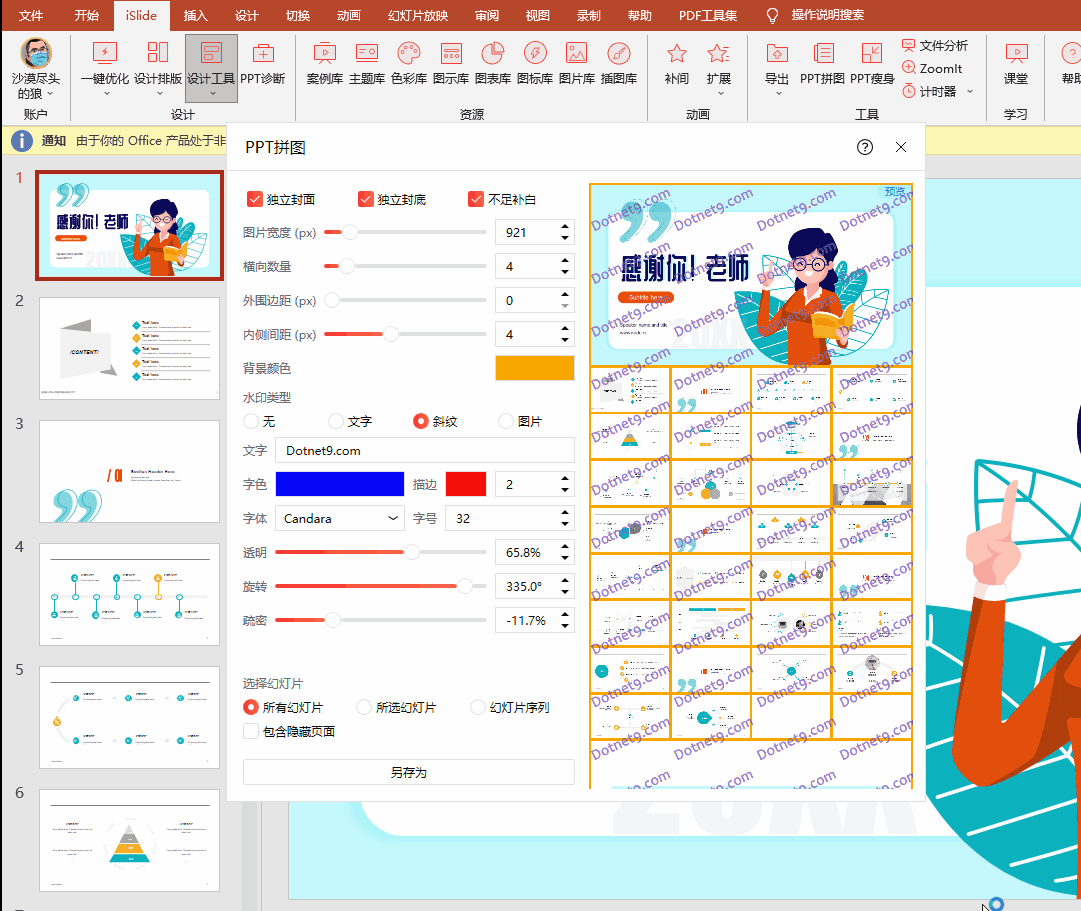 文件 开始 iSlide 插入 设计 切换 动画 幻灯片放映 审阅 视图 录制 帮助 PDF工具集 操作说明搜索
沙漠尽头的狼 一键优化 设计排版 设计工具 PPT诊断 案例库 主题库 色彩库 图示库 图表库 图标库 图片库 插图库 补间 扩展 导出 PPT拼图 PPT瘦身 文件分析 ZoomIt 计时器 课堂 帮助
账户 设计 资源 动画 工具 学习
通知 由于你的 Office 产品处于非
PPT拼图
独立封面 独立封底 不足补白
图片宽度 (px) 921
横向数量 4
外围边距 (px) 0
内侧间距 (px) 4
背景颜色
水印类型
无 文字 斜纹 图片
文字 Dotnet9.com
字色 描边 2
字体 Candara 字号 32
透明 65.8%
旋转 335.0°
疏密 -11.7%
选择幻灯片
所有幻灯片 所选幻灯片 幻灯片序列
包含隐藏页面
另存为
预览
Dotnet9.com
感谢你! 老师
Subtitle here
Speaker name and title
www.islide.cc
20XX
1
感谢你! 老师
20XX
2
/CONTENT/
3
Section Header Here
4
5
6
20XX